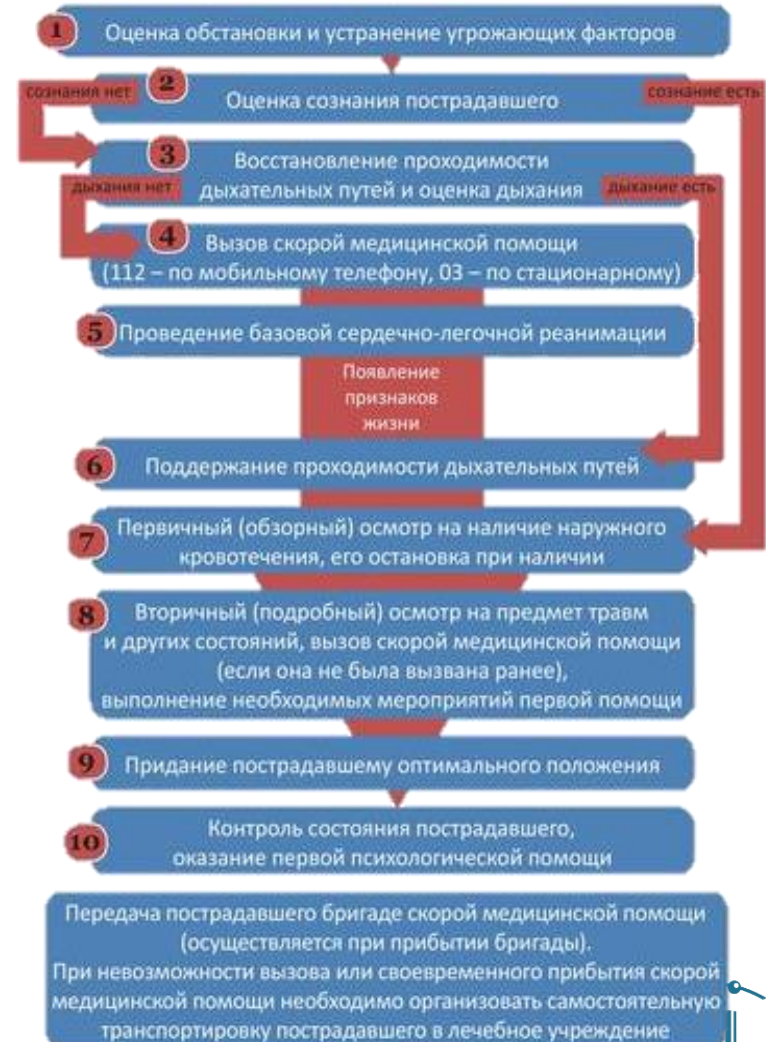 1 Оценка обстановки и устранение угрожающих факторов
2
сознания нет
Оценка сознания пострадавшего
сознание есть
3 Восстановление проходимости
дыхательных путей и оценка дыхания
дыхания нет
дыхание есть
4 Вызов скорой медицинской помощи
(112 – по мобильному телефону, 03 – по стационарному)
5 Проведение базовой сердечно-легочной реанимации
Появление
признаков
жизни
6 Поддержание проходимости дыхательных путей
7 Первичный (обзорный) осмотр на наличие наружного
кровотечения, его остановка при наличии
8 Вторичный (подробный) осмотр на предмет травм
и других состояний, вызов скорой медицинской помощи
(если она не была вызвана ранее),
выполнение необходимых мероприятий первой помощи
9 Придание пострадавшему оптимального положения
10 Контроль состояния пострадавшего,
оказание первой психологической помощи
Передача пострадавшего бригаде скорой медицинской помощи
(осуществляется при прибытии бригады).
При невозможности вызова или своевременного прибытия скорой
медицинской помощи необходимо организовать самостоятельную
транспортировку пострадавшего в лечебное учреждение